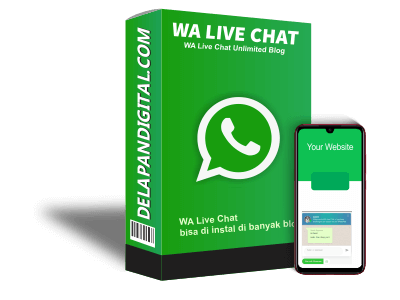 WA LIVE CHAT
WA Live Chat Unlimited Blog
DELAPANDIGITAL.COM
WA Live Chat
bisa di instal di banyak blo
Your Website